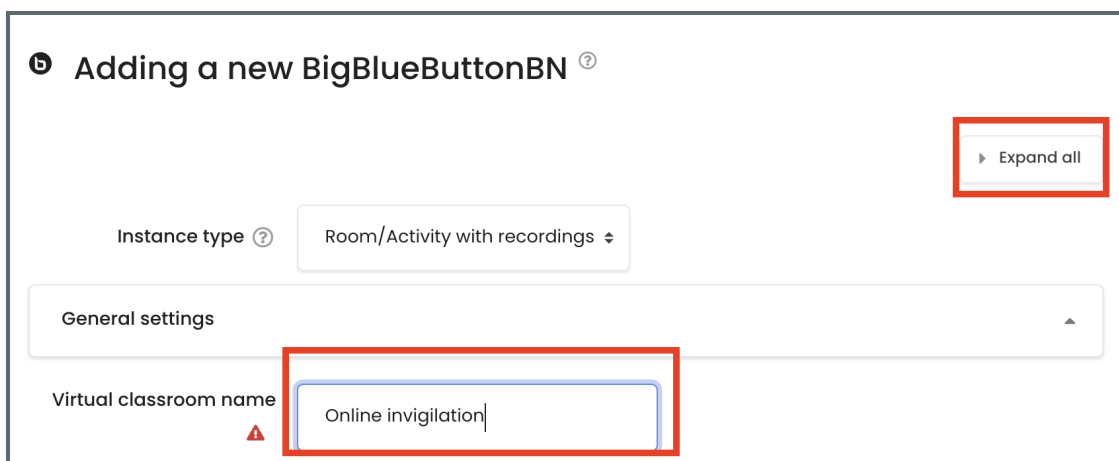 Adding a new BigBlueButtonBN
Expand all
Instance type
Room/Activity with recordings
General settings
Virtual classroom name
Online invigilation